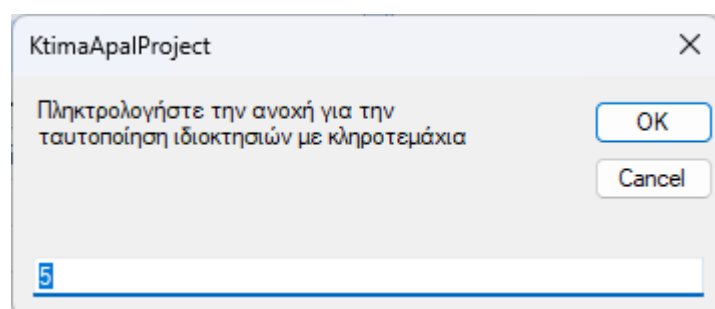 KtimaApalProject
Πληκτρολογήστε την ανοχή για την
ταυτοποίηση ιδιοκτησιών με κληροτεμάχια
OK
Cancel
5